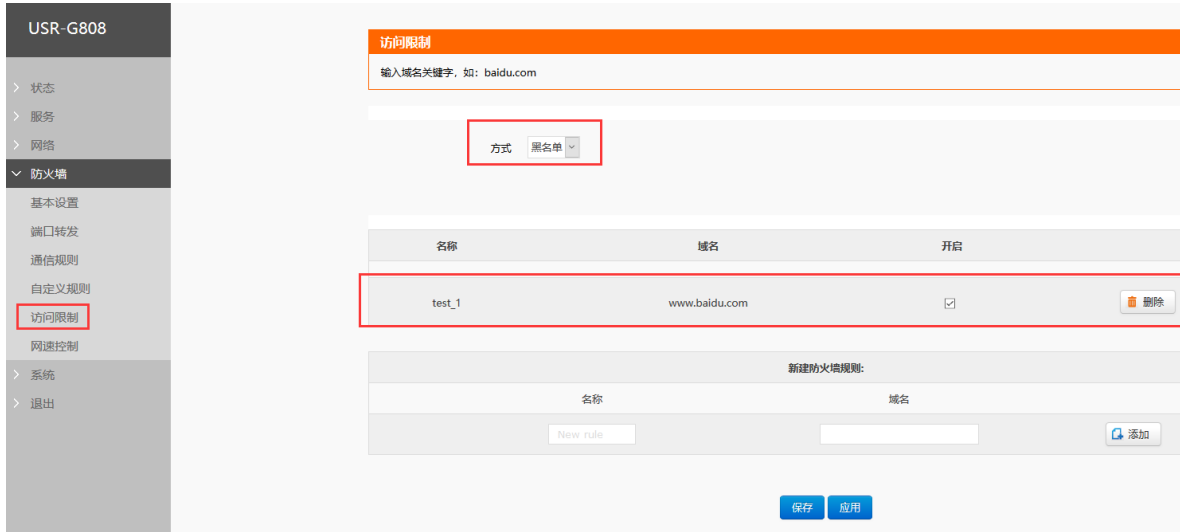 USR-G808
状态
服务
网络
防火墙
基本设置
端口转发
通信规则
自定义规则
访问限制
网速控制
系统
退出
访问限制
输入域名关键字，如：baidu.com
方式 黑名单
名称 域名 开启
test_1 www.baidu.com 删除
新建防火墙规则:
名称 域名
New rule 添加
保存 应用